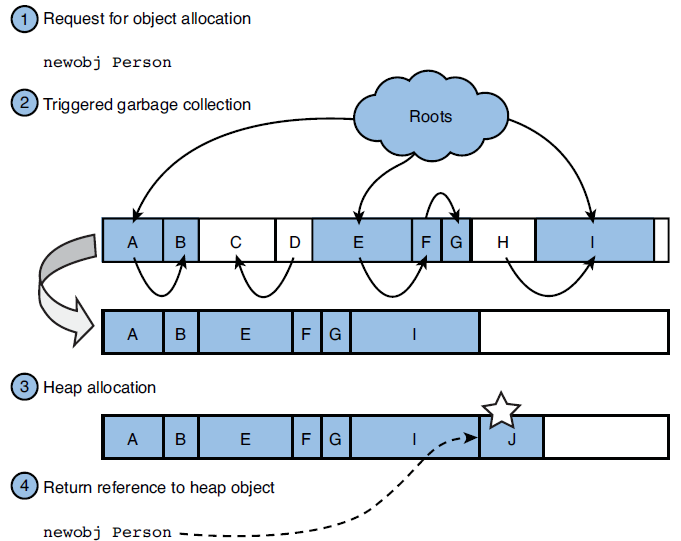 1 Request for object allocation
newobj Person
2 Triggered garbage collection
Roots
A B C D E F G H I
A B E F G I
3 Heap allocation
A B E F G I J
4 Return reference to heap object
newobj Person